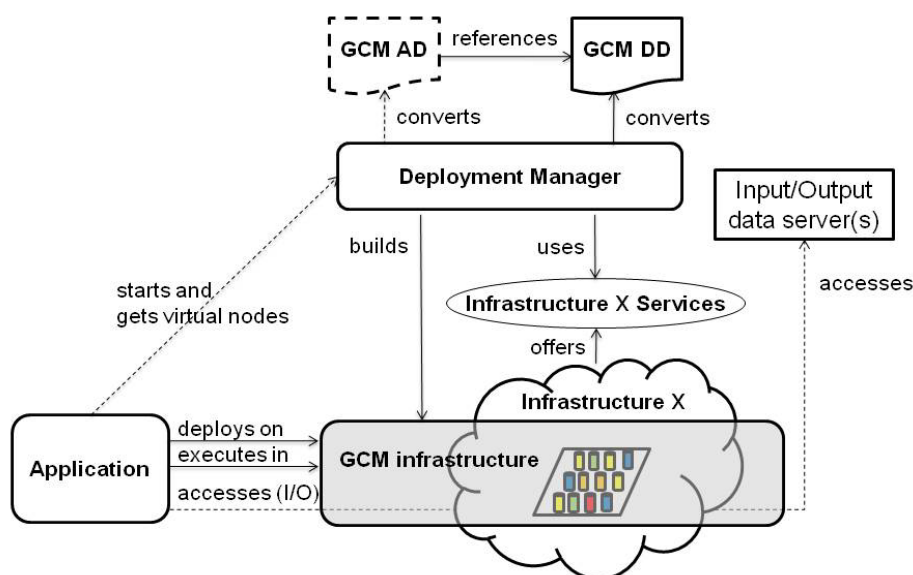 GCM AD
references
GCM DD
converts
converts
Deployment Manager
Input/Output
data server(s)
builds
uses
accesses
starts and
gets virtual nodes
Infrastructure X Services
offers
Infrastructure X
Application
deploys on
executes in
accesses (I/O)
GCM infrastructure